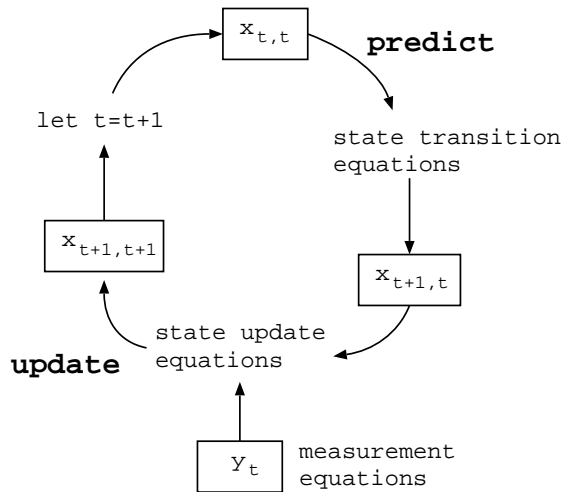 x_{t,t}
predict
let t=t+1
state transition
equations
x_{t+1,t+1}
x_{t+1,t}
state update
equations
update
y_t
measurement
equations